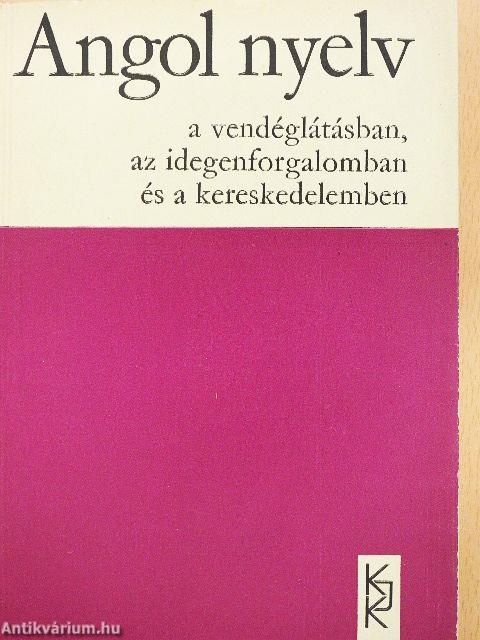 Angol nyelv
a vendéglátásban,
az idegenforgalomban
és a kereskedelemben
KJK
Antikvárium.hu